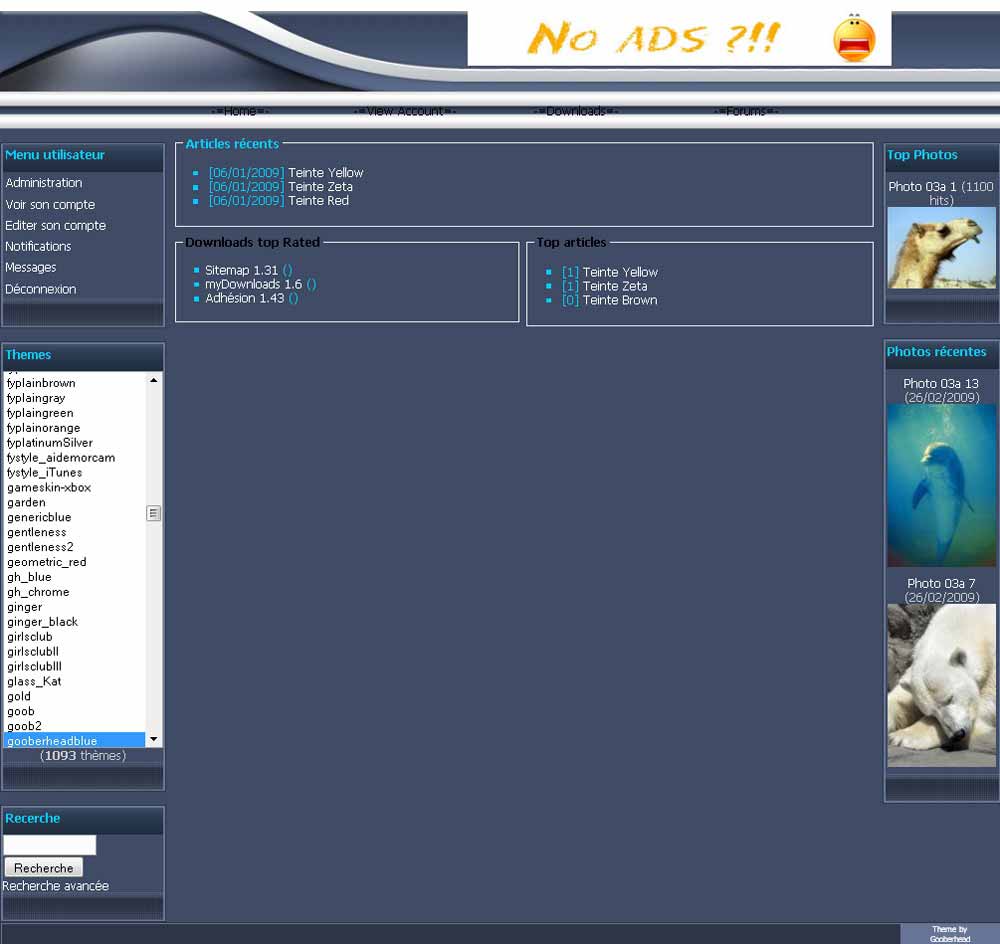 No ADS ?!!
-=Home=- -=View Account=- -=Downloads=- -=Forums=-
Menu utilisateur
Administration
Voir son compte
Editer son compte
Notifications
Messages
Déconnexion
Themes
fyplainbrown
fyplaingray
fyplaingreen
fyplainorange
fyplatinumSilver
fystyle_aidemorcam
fystyle_iTunes
gameskin-xbox
garden
genericblue
gentleness
gentleness2
geometric_red
gh_blue
gh_chrome
ginger
ginger_black
girlsclub
girlsclubII
girlsclubIII
glass_Kat
gold
goob
goob2
gooberheadblue
(1093 thèmes)
Recerche
Recherche
Recherche avancée
Articles récents
[06/01/2009] Teinte Yellow
[06/01/2009] Teinte Zeta
[06/01/2009] Teinte Red
Downloads top Rated
Sitemap 1.31 ()
myDownloads 1.6 ()
Adhésion 1.43 ()
Top articles
[1] Teinte Yellow
[1] Teinte Zeta
[0] Teinte Brown
Top Photos
Photo 03a 1 (1100
hits)
Photos récentes
Photo 03a 13
(26/02/2009)
Photo 03a 7
(26/02/2009)
Theme by
Gooberhead